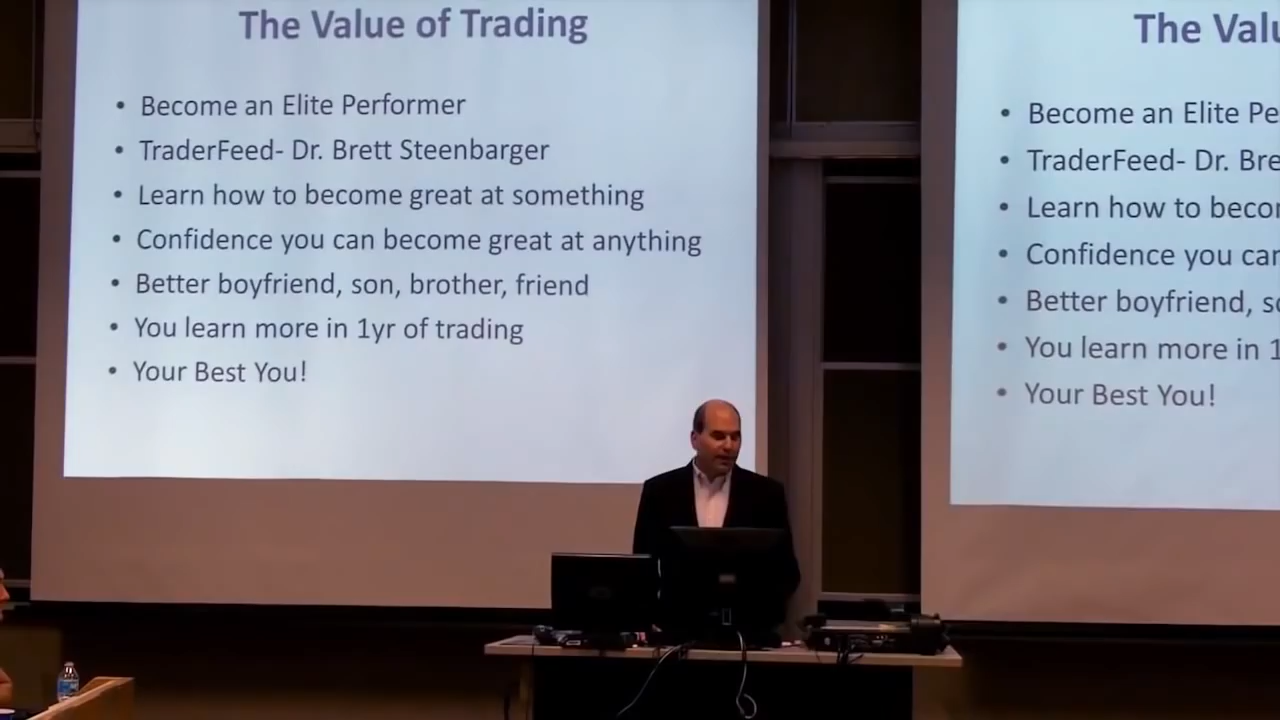 The Value of Trading
• Become an Elite Performer
• TraderFeed- Dr. Brett Steenbarger
• Learn how to become great at something
• Confidence you can become great at anything
• Better boyfriend, son, brother, friend
• You learn more in 1yr of trading
• Your Best You!
The Valu
• Become an Elite Pe
• TraderFeed- Dr. Bre
• Learn how to becor
• Confidence you car
• Better boyfriend, so
• You learn more in 1
• Your Best You!